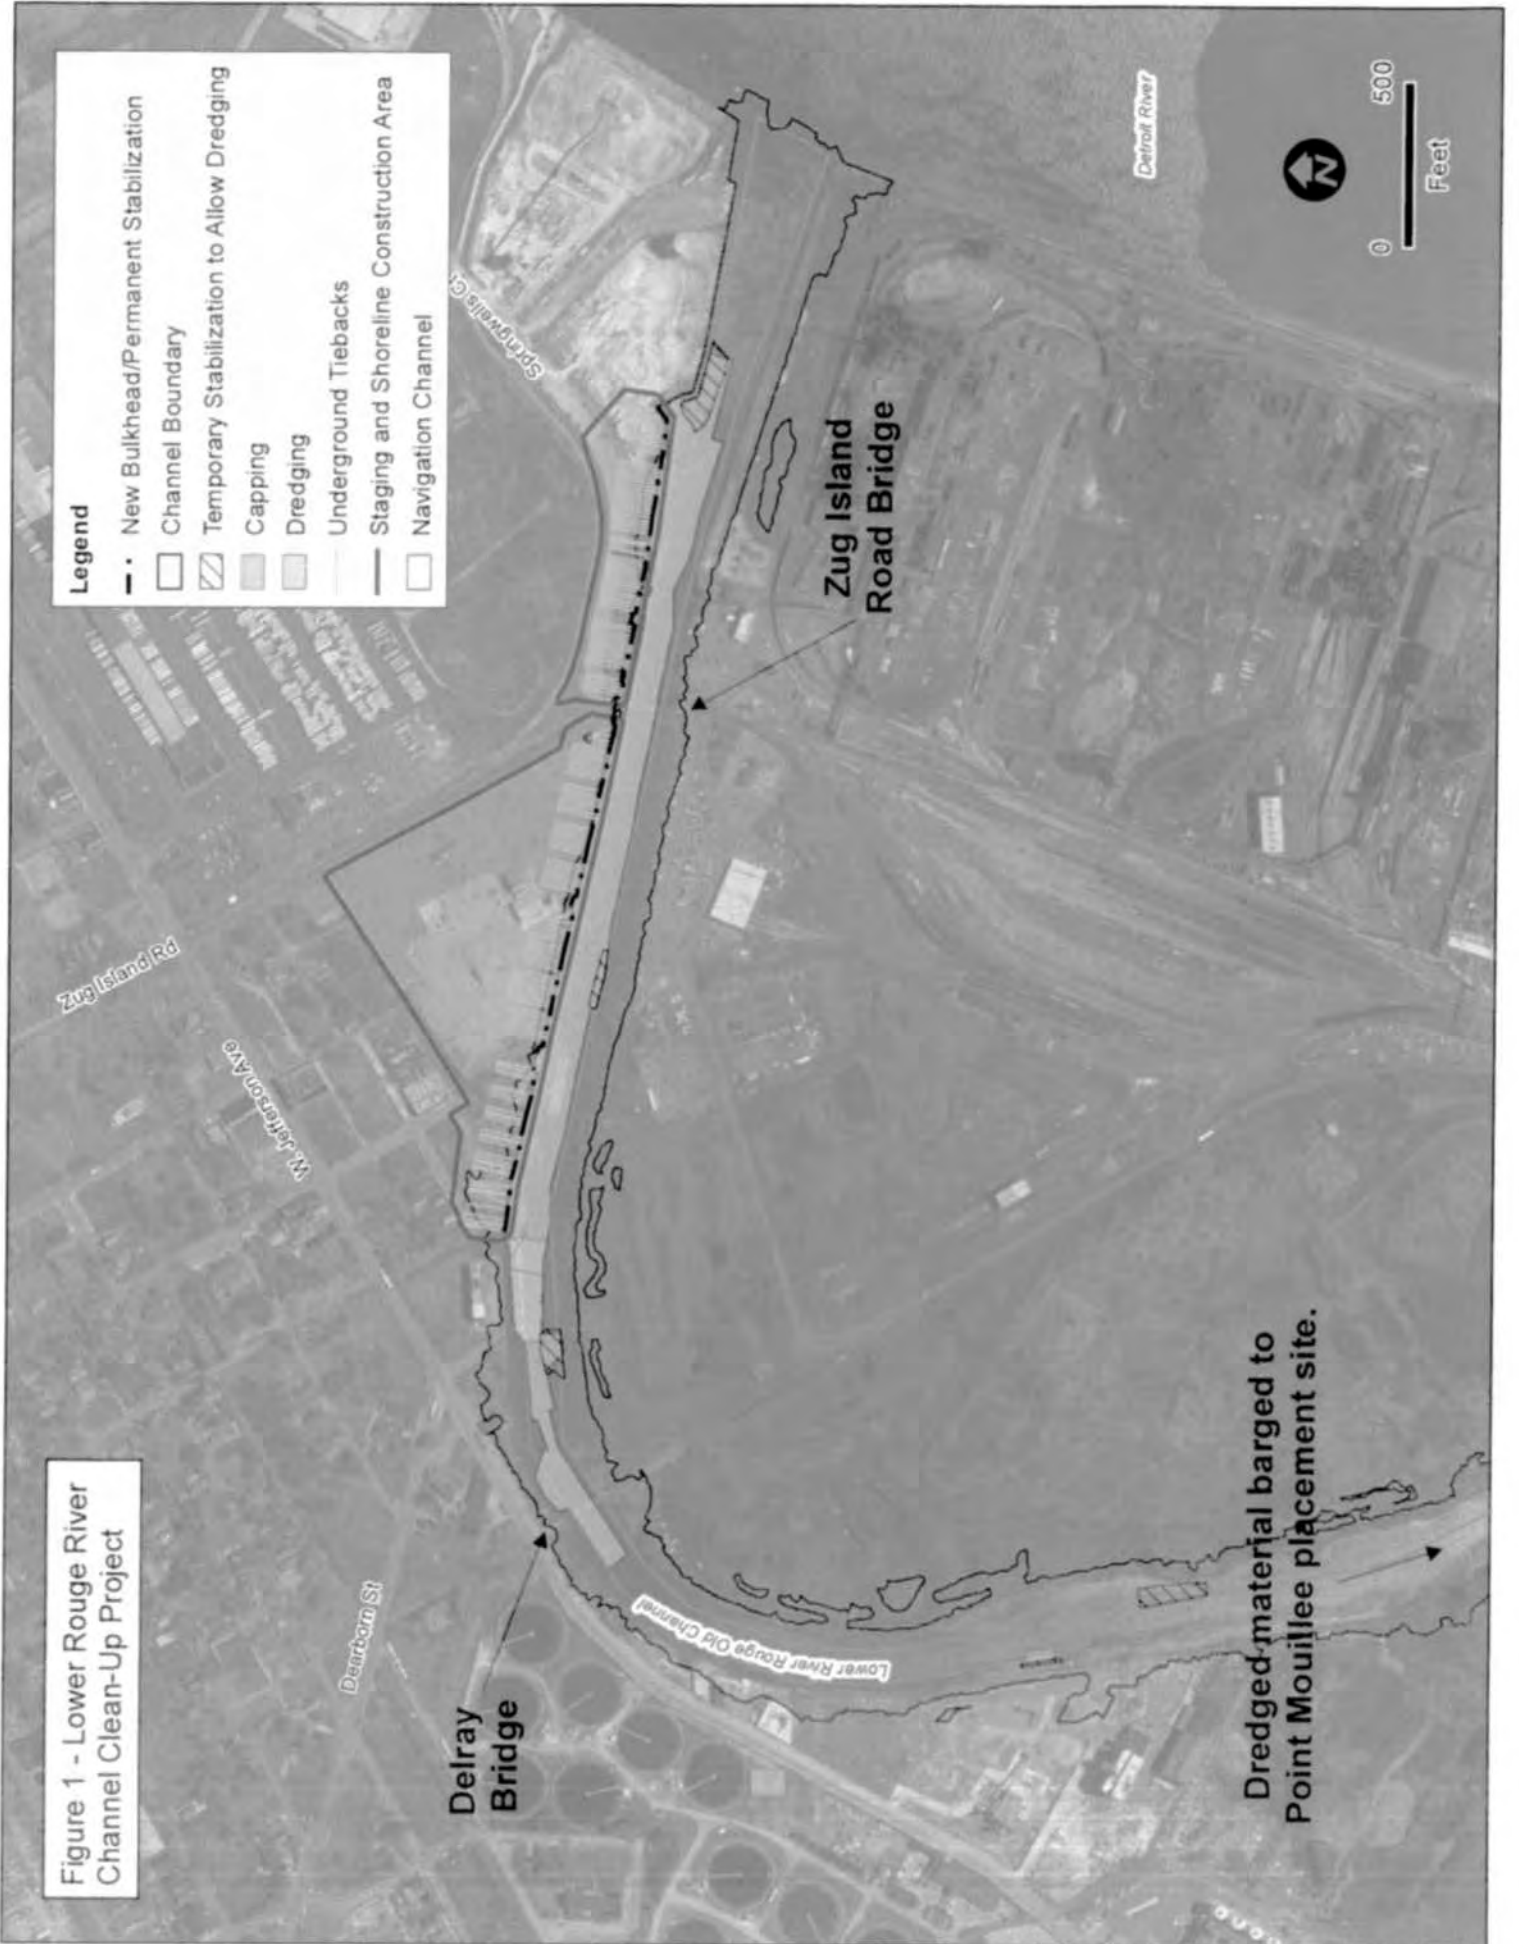 Figure 1 - Lower Rouge River
Channel Clean-Up Project
Legend
New Bulkhead/Permanent Stabilization
Channel Boundary
Temporary Stabilization to Allow Dredging
Capping
Dredging
Underground Tiebacks
Staging and Shoreline Construction Area
Navigation Channel
Zug Island Rd
W. Jefferson Ave
Springwells Ct
Dearborn St
Delray
Bridge
Zug Island
Road Bridge
Lower River Rouge Old Channel
Detroit River
Dredged material barged to
Point Mouillee placement site.
N
0 500
Feet